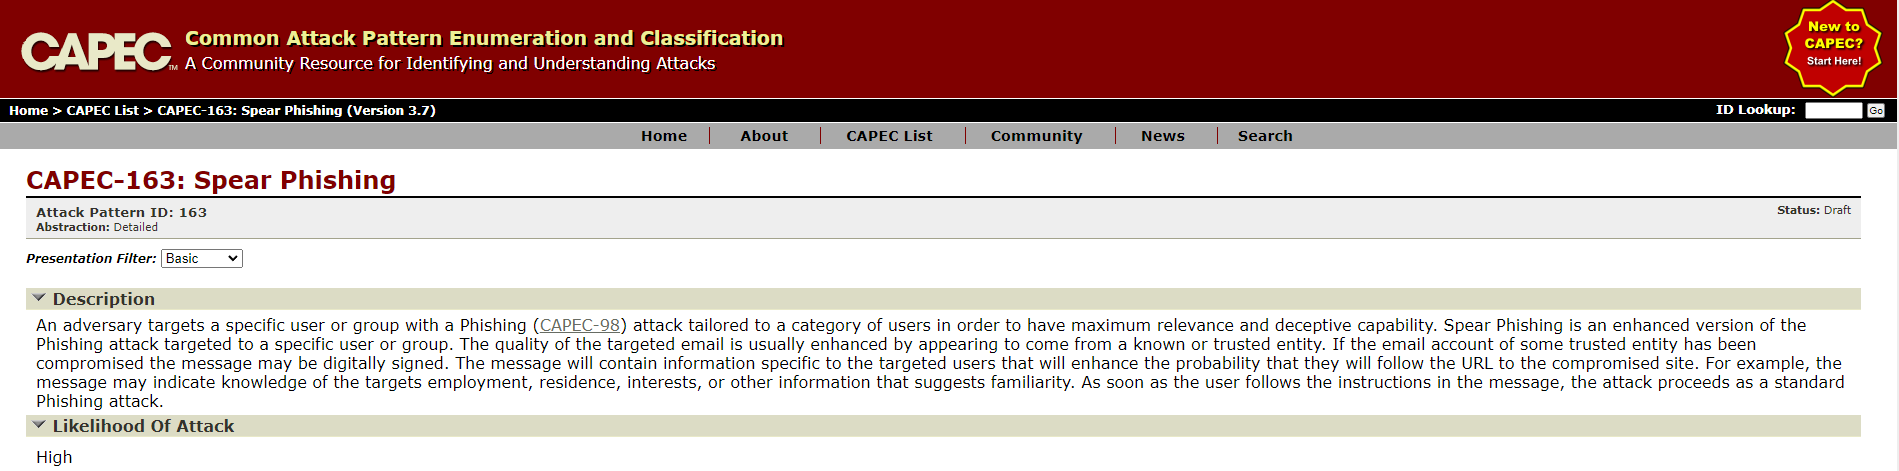 CAPEC™
Common Attack Pattern Enumeration and Classification
A Community Resource for Identifying and Understanding Attacks
New to
CAPEC?
Start Here!
Home > CAPEC List > CAPEC-163: Spear Phishing (Version 3.7)
ID Lookup: Go
Home About CAPEC List Community News Search
CAPEC-163: Spear Phishing
Attack Pattern ID: 163
Abstraction: Detailed
Status: Draft
Presentation Filter: Basic
Description
An adversary targets a specific user or group with a Phishing (CAPEC-98) attack tailored to a category of users in order to have maximum relevance and deceptive capability. Spear Phishing is an enhanced version of the
Phishing attack targeted to a specific user or group. The quality of the targeted email is usually enhanced by appearing to come from a known or trusted entity. If the email account of some trusted entity has been
compromised the message may be digitally signed. The message will contain information specific to the targeted users that will enhance the probability that they will follow the URL to the compromised site. For example, the
message may indicate knowledge of the targets employment, residence, interests, or other information that suggests familiarity. As soon as the user follows the instructions in the message, the attack proceeds as a standard
Phishing attack.
Likelihood Of Attack
High